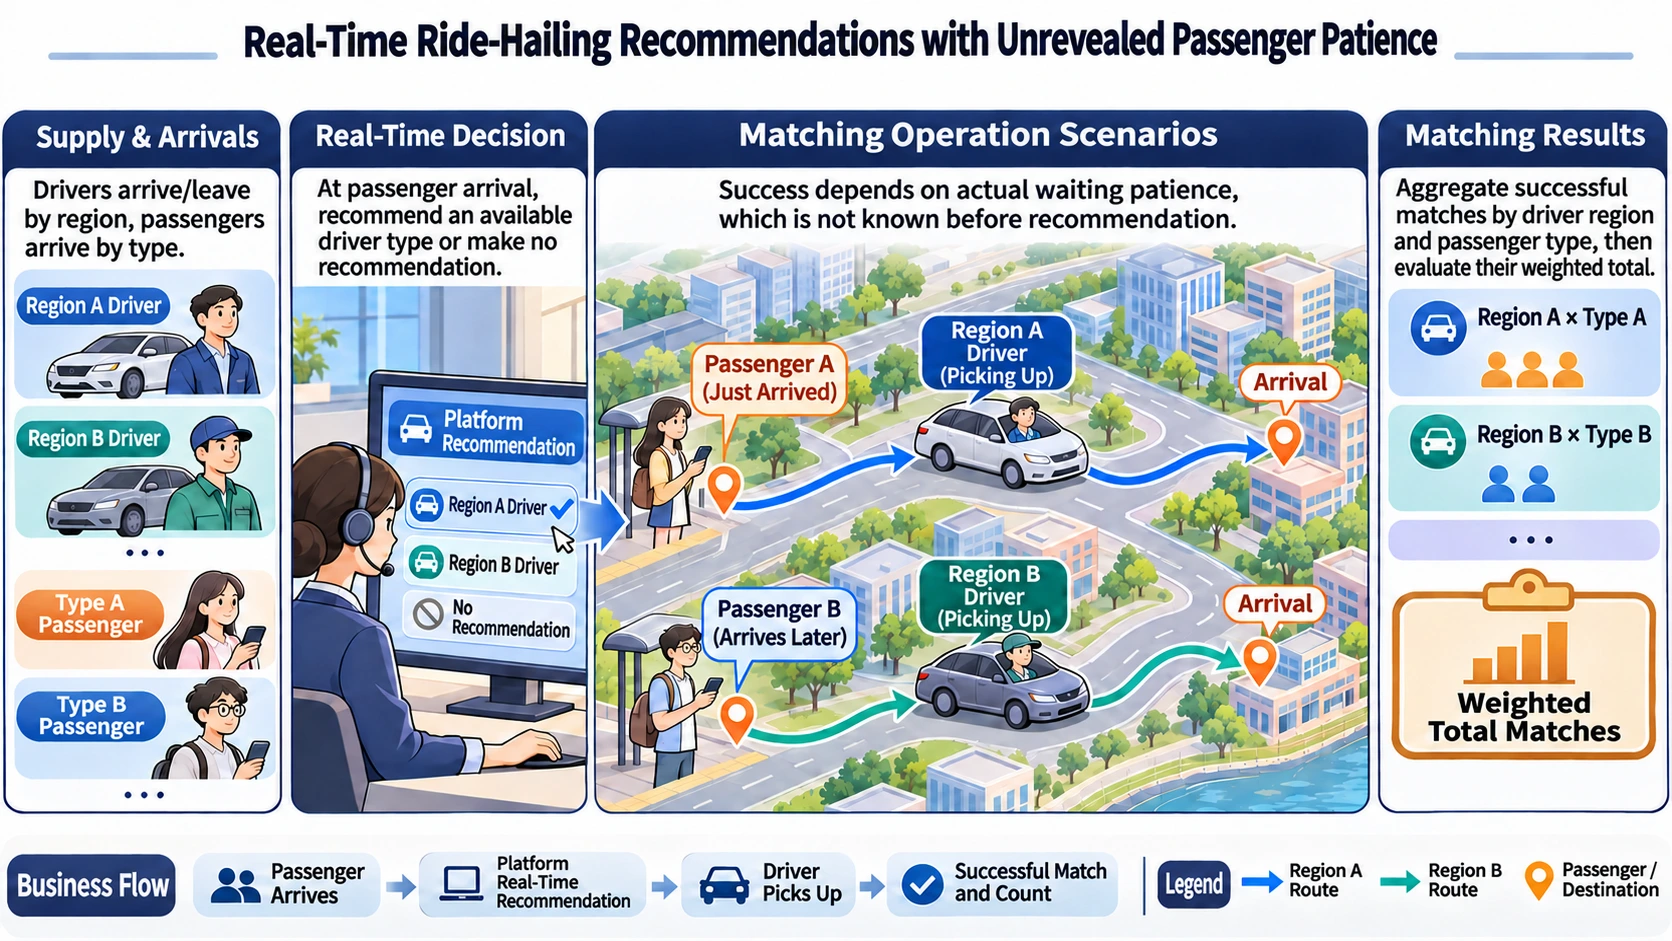 Real-Time Ride-Hailing Recommendations with Unrevealed Passenger Patience
Supply & Arrivals
Drivers arrive/leave
by region, passengers
arrive by type.
Region A Driver
Region B Driver
...
Type A
Passenger
Type B
Passenger
...
Real-Time Decision
At passenger arrival,
recommend an available
driver type or make no
recommendation.
Platform
Recommendation
Region A Driver
Region B Driver
No
Recommendation
Matching Operation Scenarios
Success depends on actual waiting patience,
which is not known before recommendation.
Passenger A
(Just Arrived)
Region A
Driver
(Picking Up)
Arrival
Passenger B
(Arrives Later)
Region B
Driver
(Picking Up)
Arrival
Matching Results
Aggregate successful
matches by driver region
and passenger type, then
evaluate their weighted total.
Region A × Type A
Region B × Type B
...
Weighted
Total Matches
Business Flow
Passenger
Arrives
Platform
Real-Time
Recommendation
Driver
Picks Up
Successful Match
and Count
Legend
Region A
Route
Region B
Route
Passenger /
Destination